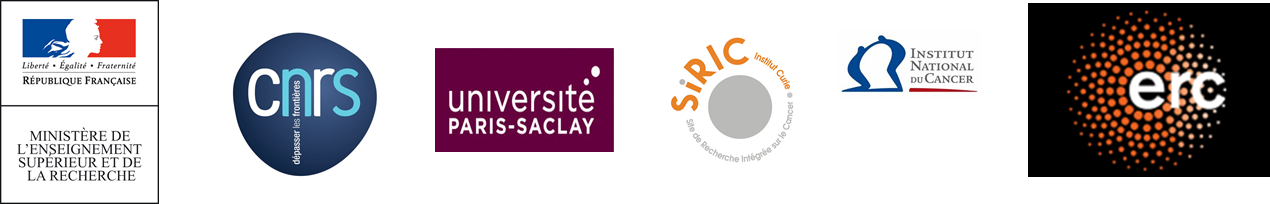 Liberté • Égalité • Fraternité
RÉPUBLIQUE FRANÇAISE
MINISTÈRE DE
L'ENSEIGNEMENT
SUPÉRIEUR ET DE
LA RECHERCHE
cnrs
dépasser les frontières
université
PARIS-SACLAY
SiRIC
Institut Curie
Site de Recherche Intégrée sur le Cancer
INSTITUT
NATIONAL
DU CANCER
erc